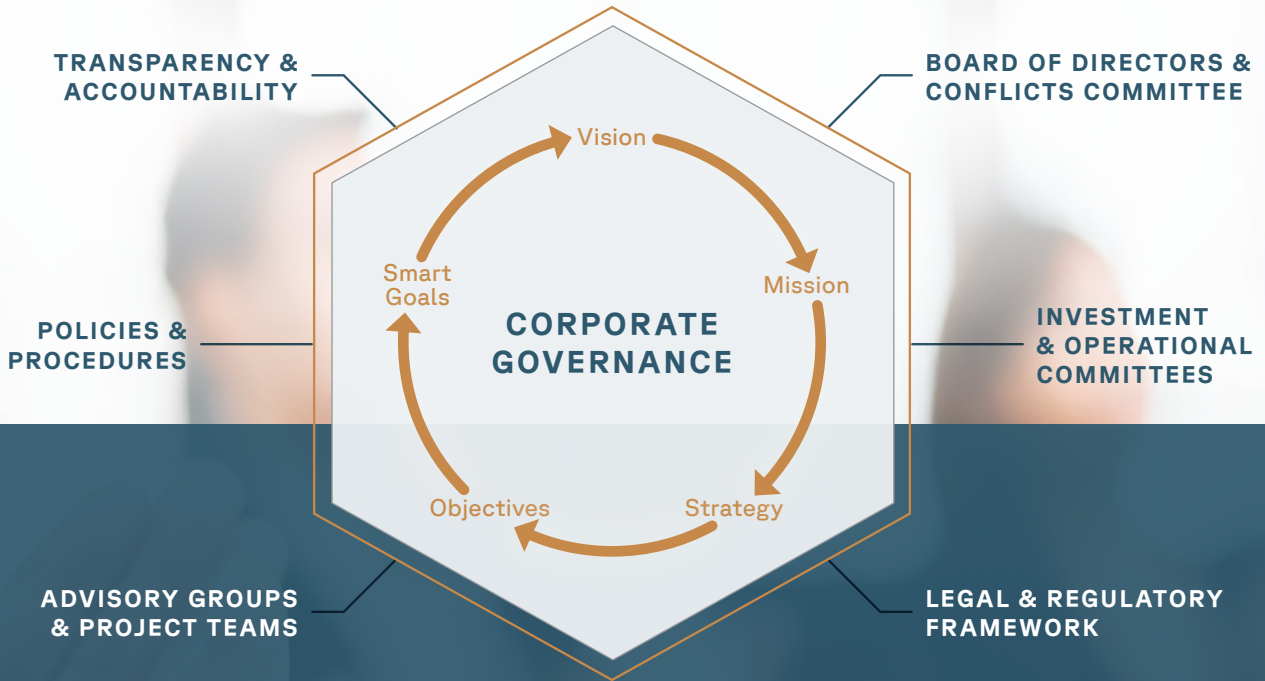 TRANSPARENCY &
ACCOUNTABILITY
BOARD OF DIRECTORS &
CONFLICTS COMMITTEE
Vision
Smart
Goals
Mission
CORPORATE
GOVERNANCE
POLICIES &
PROCEDURES
INVESTMENT
& OPERATIONAL
COMMITTEES
Objectives
Strategy
ADVISORY GROUPS
& PROJECT TEAMS
LEGAL & REGULATORY
FRAMEWORK